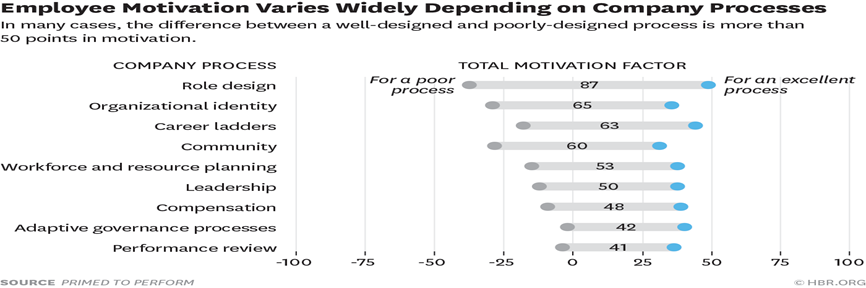 Employee Motivation Varies Widely Depending on Company Processes
In many cases, the difference between a well-designed and poorly-designed process is more than
50 points in motivation.
COMPANY PROCESS TOTAL MOTIVATION FACTOR
For a poor
process
For an excellent
process
Role design 87
Organizational identity 65
Career ladders 63
Community 60
Workforce and resource planning 53
Leadership 50
Compensation 48
Adaptive governance processes 42
Performance review 41
-100 -75 -50 -25 0 25 50 75 100
SOURCE PRIMED TO PERFORM © HBR.ORG